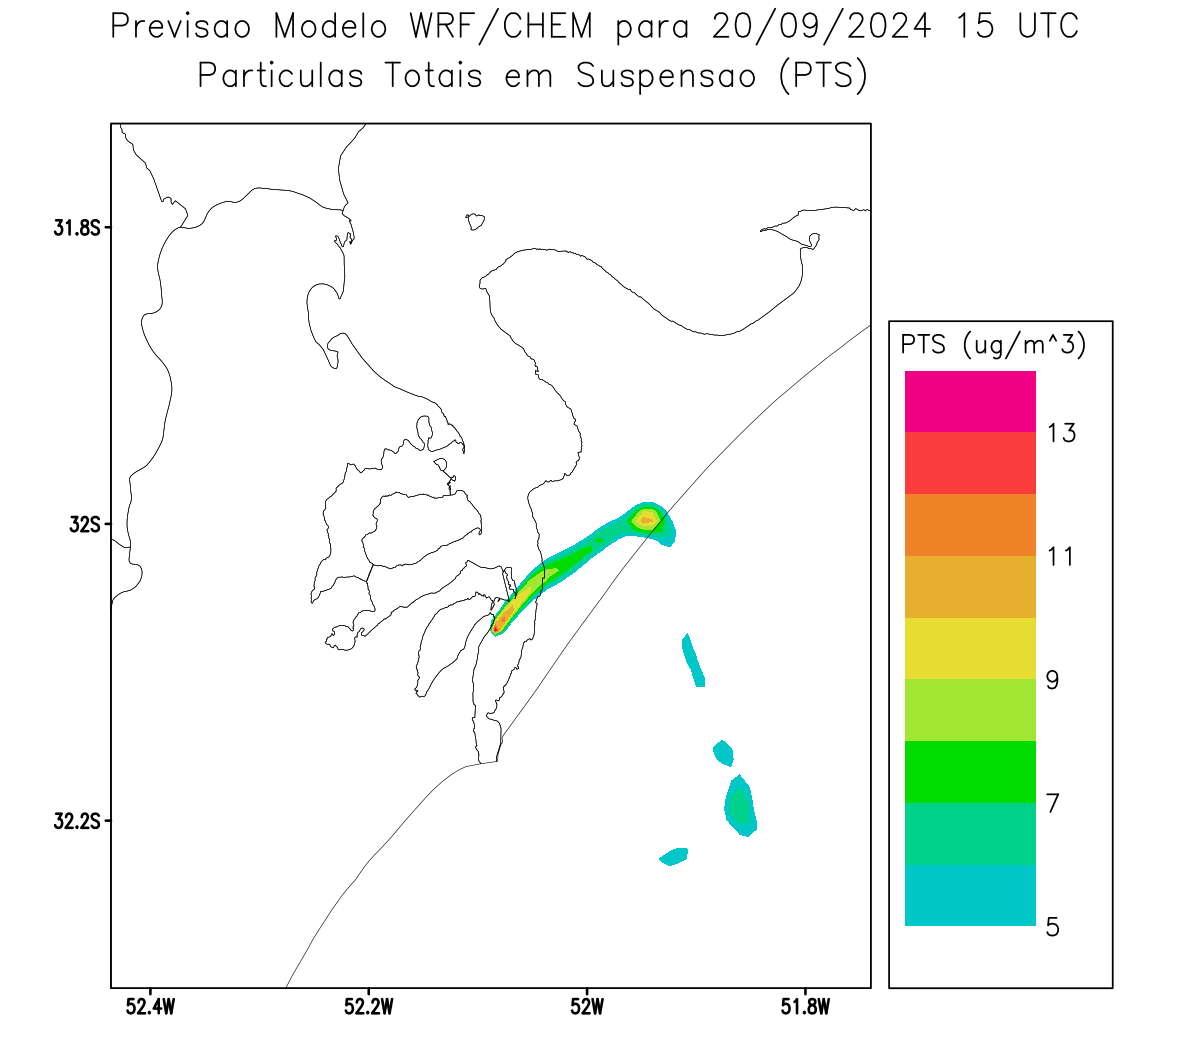 Previsao Modelo WRF/CHEM para 20/09/2024 15 UTC
Particulas Totais em Suspensao (PTS)
31.8S
32S
32.2S
52.4W
52.2W
52W
51.8W
PTS (ug/m^3)
13
11
9
7
5